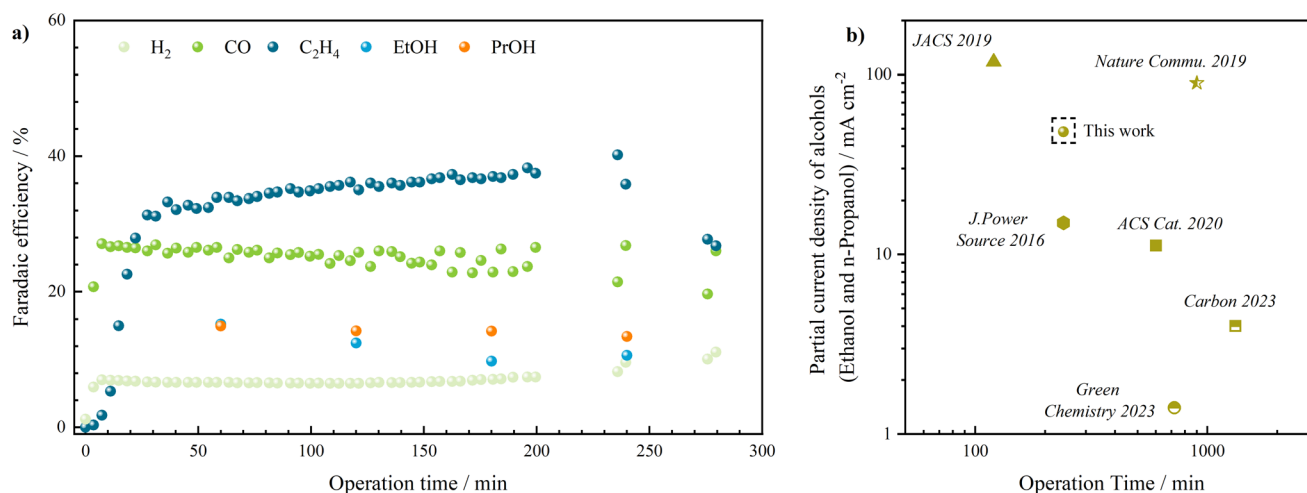 a)
H2 CO C2H4 EtOH PrOH
Faradaic efficiency / %
60
40
20
0
0 50 100 150 200 250 300
Operation time / min
b)
JACS 2019
Nature Commu. 2019
This work
J.Power
Source 2016
ACS Cat. 2020
Carbon 2023
Green
Chemistry 2023
Partial current density of alcohols
(Ethanol and n-Propanol) / mA cm-2
100
10
1
100 1000
Operation Time / min